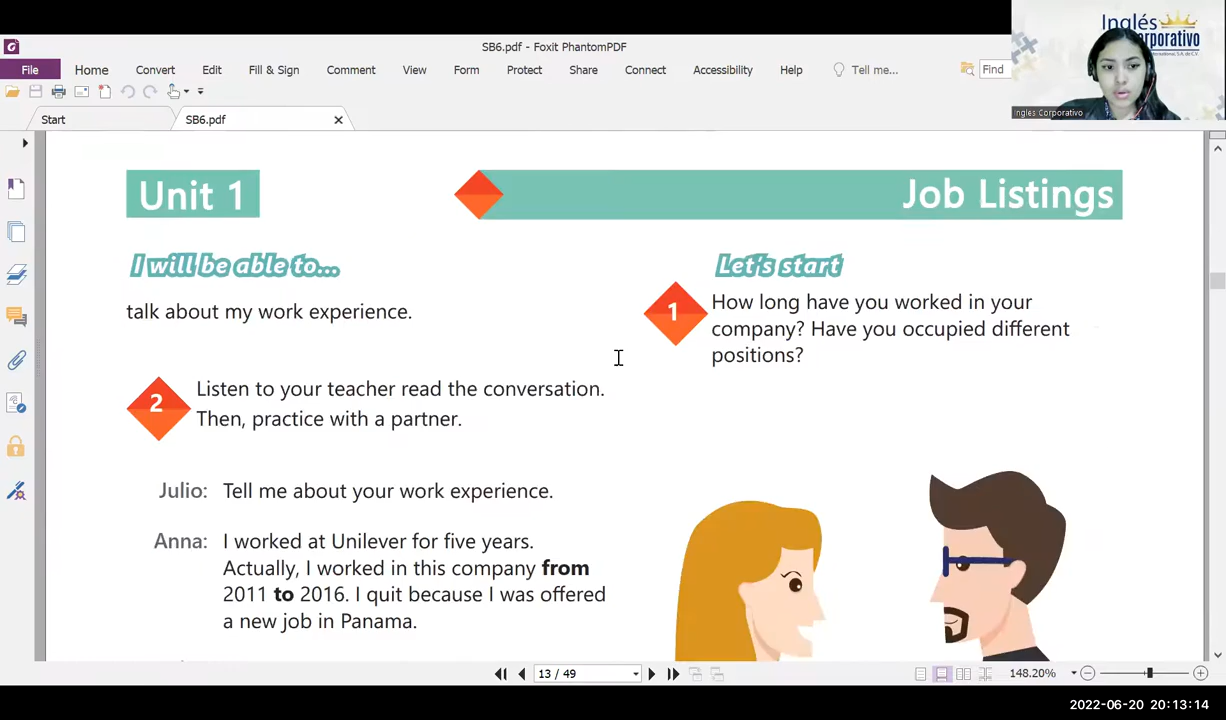 SB6.pdf - Foxit PhantomPDF
File Home Convert Edit Fill & Sign Comment View Form Protect Share Connect Accessibility Help Tell me... Find
Start SB6.pdf
Inglés
Corporativo
Ingles Corporativo
Unit 1
Job Listings
I will be able to...
talk about my work experience.
Let's start
1
How long have you worked in your
company? Have you occupied different
positions?
2
Listen to your teacher read the conversation.
Then, practice with a partner.
Julio: Tell me about your work experience.
Anna: I worked at Unilever for five years.
Actually, I worked in this company from
2011 to 2016. I quit because I was offered
a new job in Panama.
13 / 49
148.20%
2022-06-20 20:13:14